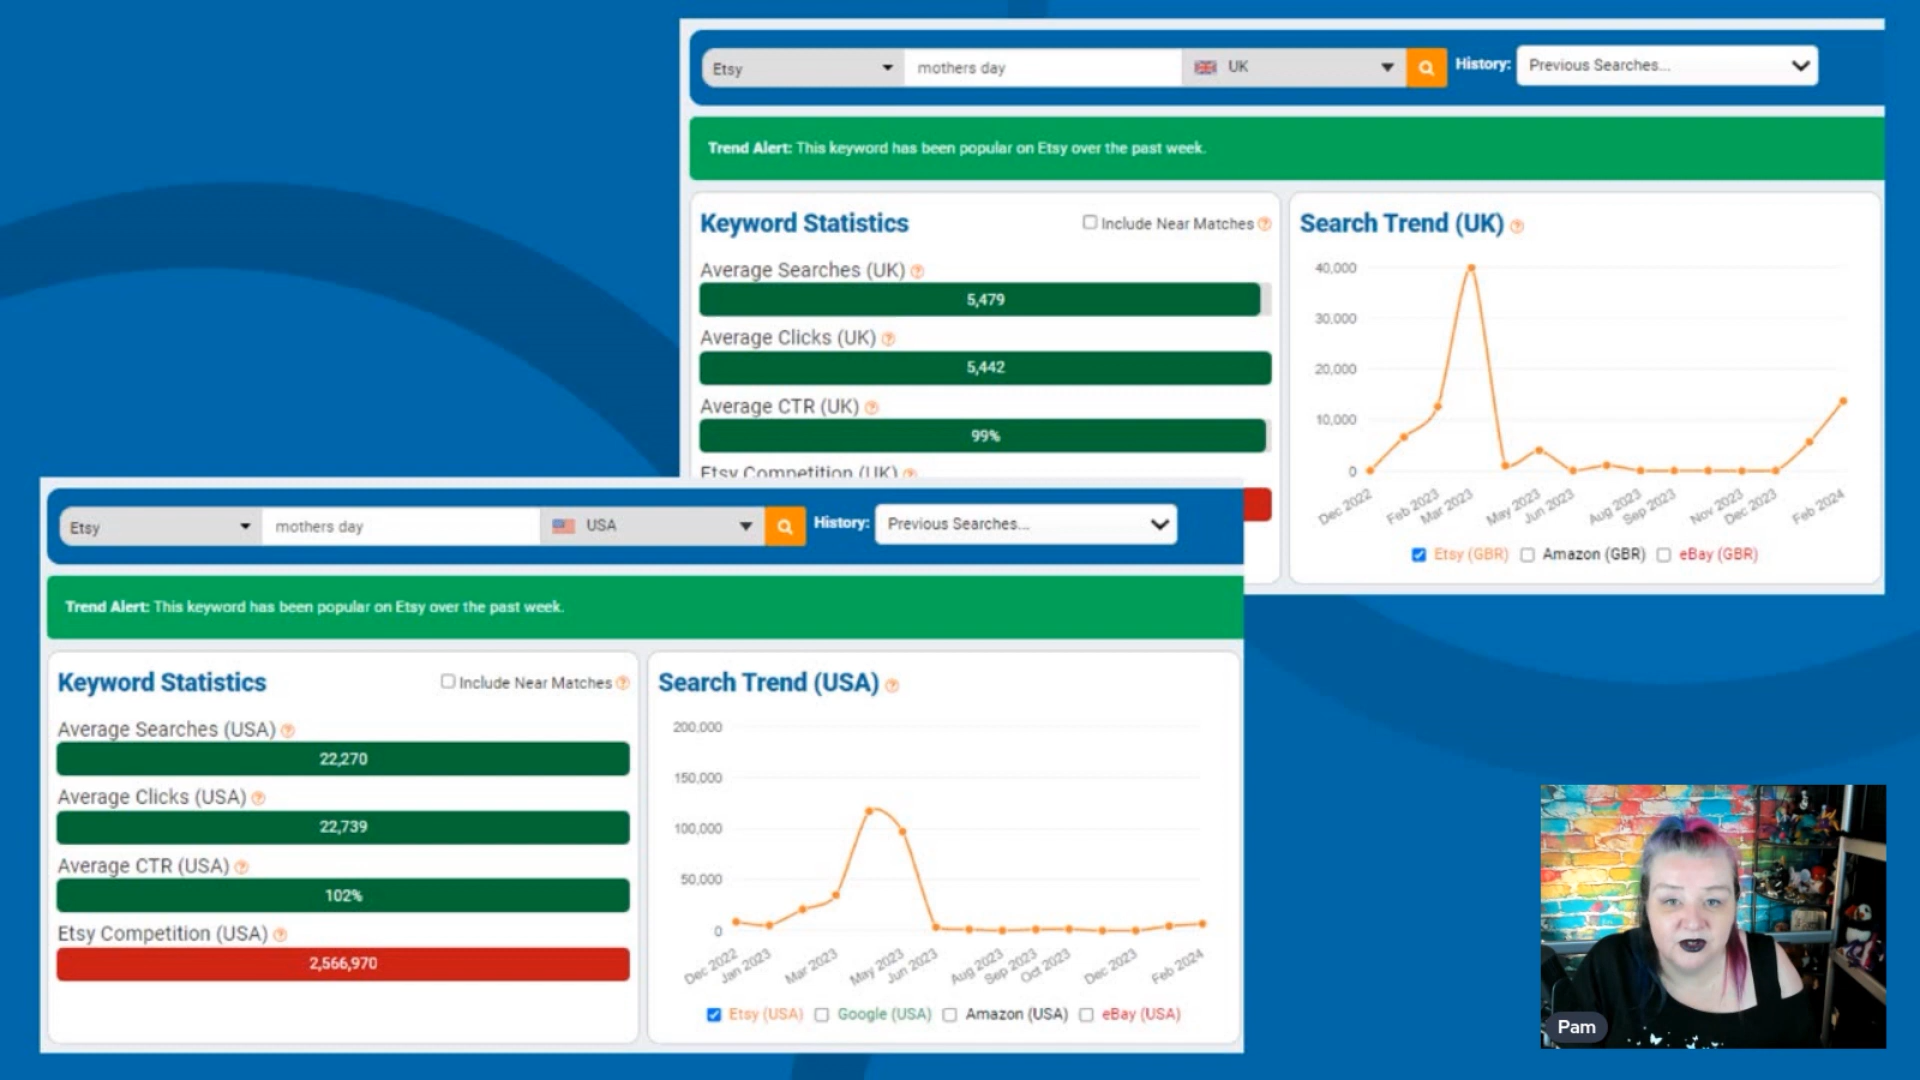 Etsy
mothers day
UK
History:
Previous Searches...
Trend Alert: This keyword has been popular on Etsy over the past week.
Keyword Statistics
Include Near Matches
Average Searches (UK)
5,479
Average Clicks (UK)
5,442
Average CTR (UK)
99%
Etsy Competition (UK)
Search Trend (UK)
40,000
30,000
20,000
10,000
0
Dec 2022
Feb 2023
Mar 2023
May 2023
Jun 2023
Aug 2023
Sep 2023
Nov 2023
Dec 2023
Feb 2024
Etsy (GBR)
Amazon (GBR)
eBay (GBR)
Etsy
mothers day
USA
History:
Previous Searches...
Trend Alert: This keyword has been popular on Etsy over the past week.
Keyword Statistics
Include Near Matches
Average Searches (USA)
22,270
Average Clicks (USA)
22,739
Average CTR (USA)
102%
Etsy Competition (USA)
2,566,970
Search Trend (USA)
200,000
150,000
100,000
50,000
0
Dec 2022
Jan 2023
Mar 2023
May 2023
Jun 2023
Aug 2023
Sep 2023
Oct 2023
Dec 2023
Feb 2024
Etsy (USA)
Google (USA)
Amazon (USA)
eBay (USA)
Pam